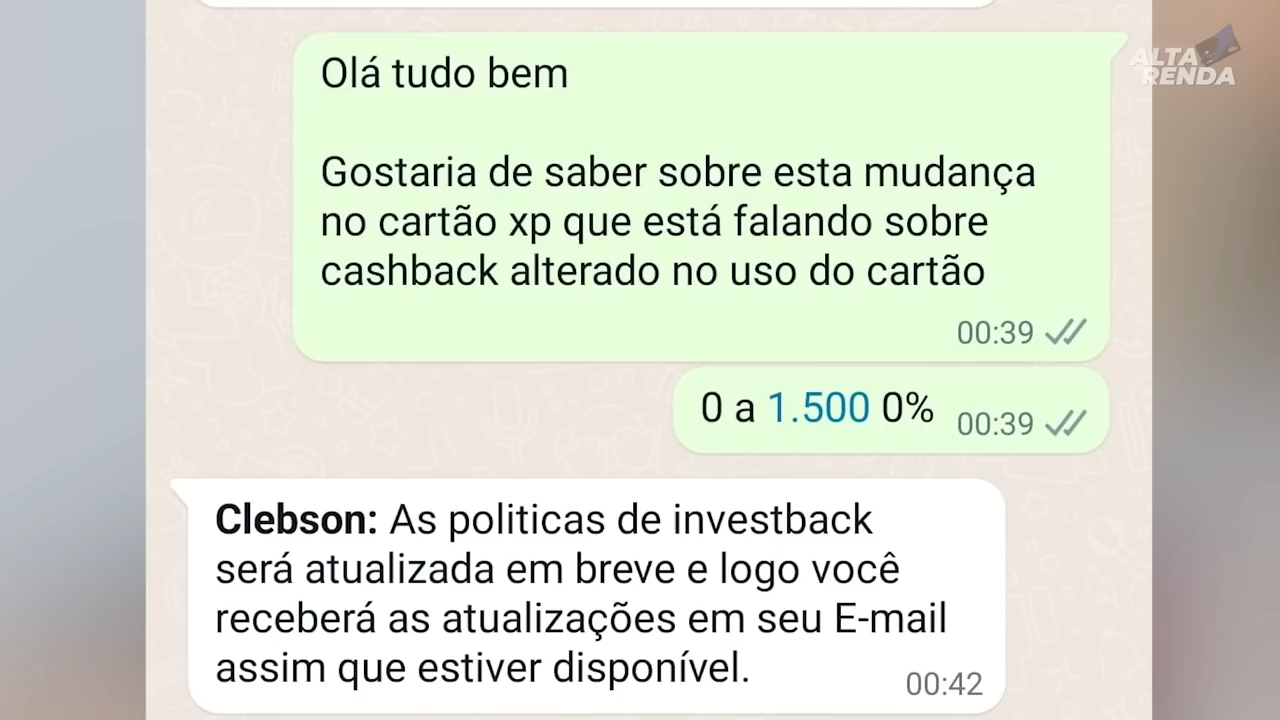 ALTA
RENDA
Olá tudo bem
Gostaria de saber sobre esta mudança
no cartão xp que está falando sobre
cashback alterado no uso do cartão
00:39
0 a 1.500 0% 00:39
Clebson: As politicas de investback
será atualizada em breve e logo você
receberá as atualizações em seu E-mail
assim que estiver disponível.
00:42